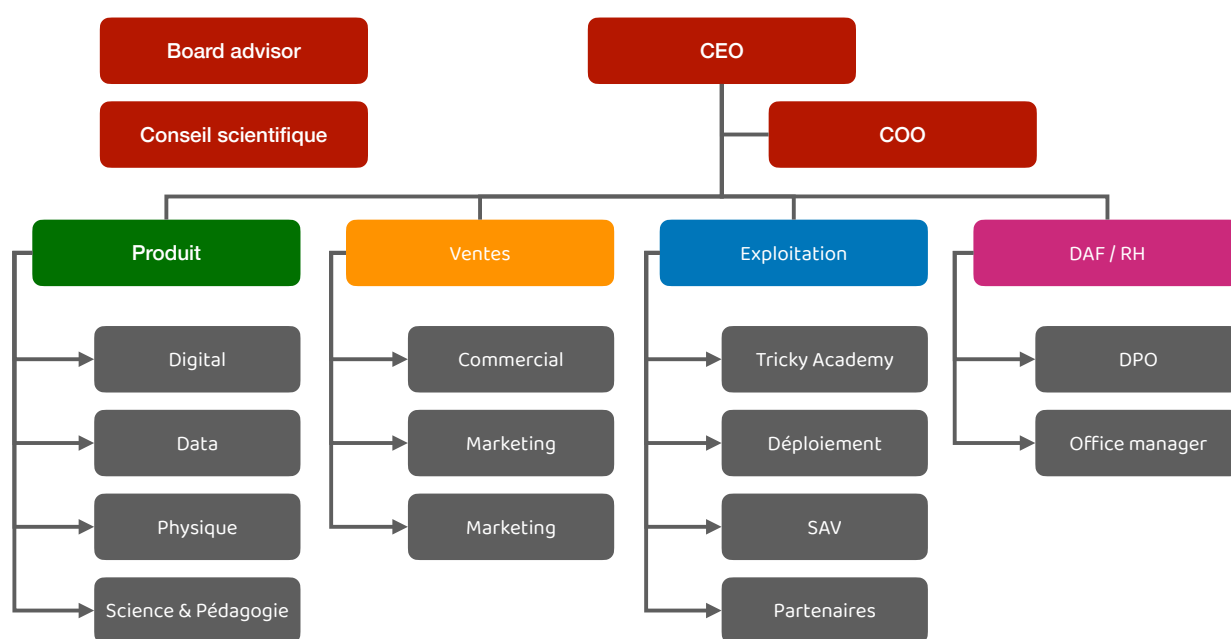 Board advisor
CEO
Conseil scientifique
COO
Produit
Ventes
Exploitation
DAF / RH
Digital
Commercial
Tricky Academy
DPO
Data
Marketing
Déploiement
Office manager
Physique
Marketing
SAV
Science & Pédagogie
Partenaires